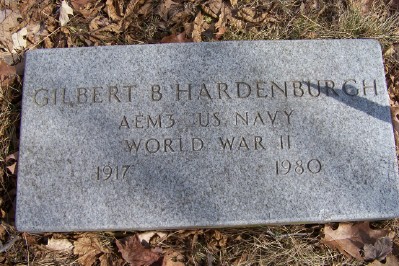 GILBERT B HARDENBURGH
AEM3 US NAVY
WORLD WAR II
1917 1980